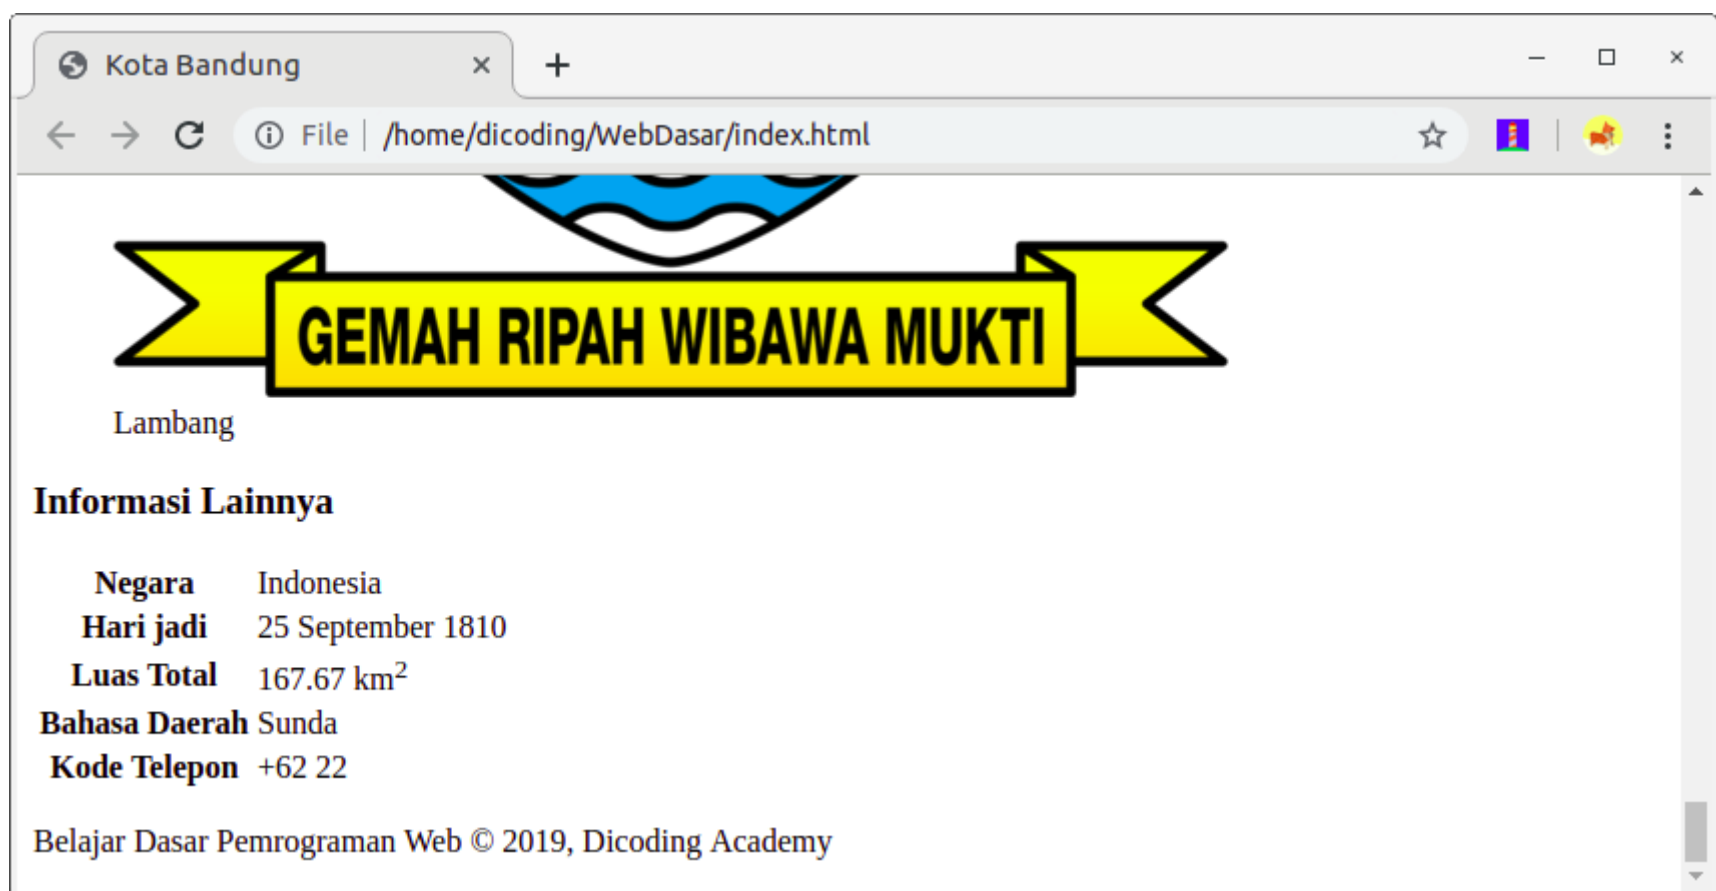 Kota Bandung
File | /home/dicoding/WebDasar/index.html
GEMAH RIPAH WIBAWA MUKTI
Lambang
Informasi Lainnya
Negara Indonesia
Hari jadi 25 September 1810
Luas Total 167.67 km²
Bahasa Daerah Sunda
Kode Telepon +62 22
Belajar Dasar Pemrograman Web © 2019, Dicoding Academy